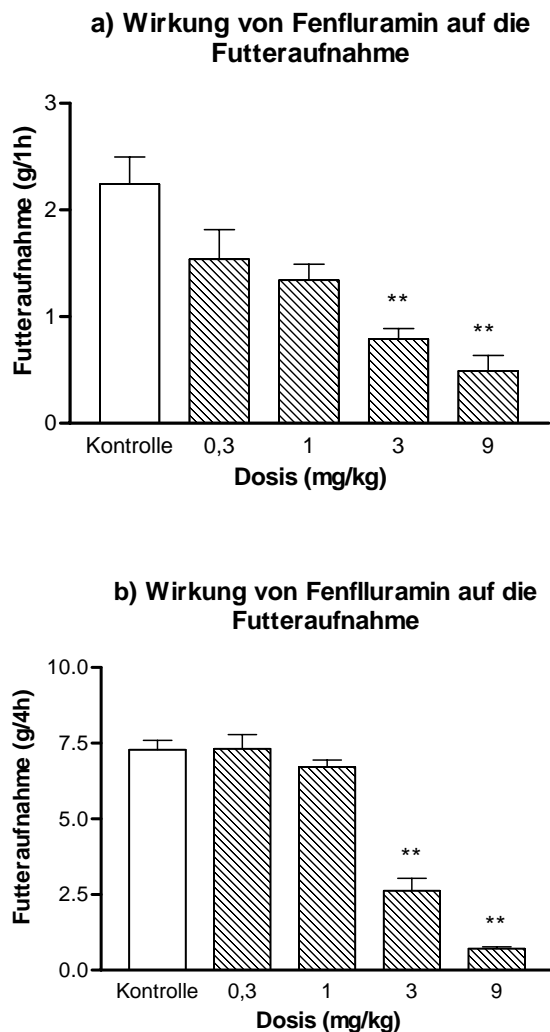 a) Wirkung von Fenfluramin auf die
Futteraufnahme
Futteraufnahme (g/1h)
3
2
1
0
**
**
Kontrolle 0,3 1 3 9
Dosis (mg/kg)
b) Wirkung von Fenflluramin auf die
Futteraufnahme
Futteraufnahme (g/4h)
10.0
7.5
5.0
2.5
0.0
**
**
Kontrolle 0,3 1 3 9
Dosis (mg/kg)